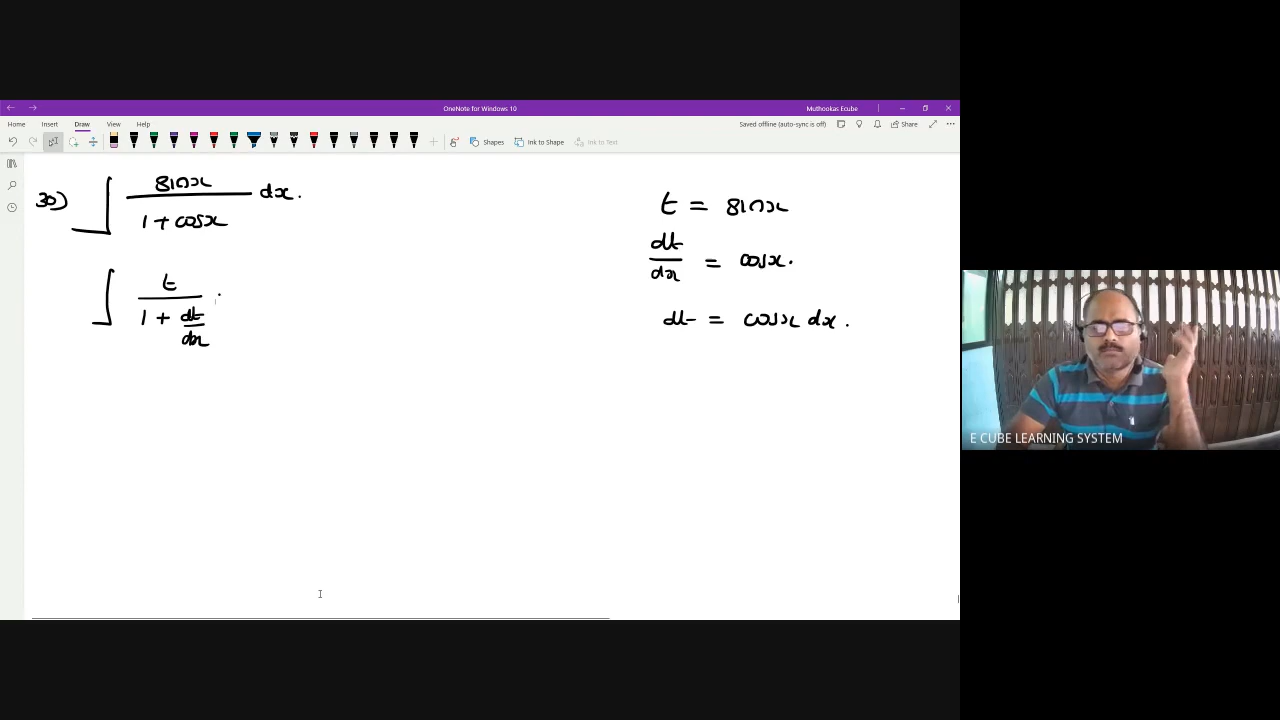 OneNote for Windows 10
Muthookas Ecube
Home Insert Draw View Help
Saved offline (auto-sync is off)
Share
Shapes
Ink to Shape
Ink to Text
30) ∫ sinx / (1 + cosx) dx.
∫ t / (1 + dt/dx)
t = sinx
dt/dx = cosx.
dt = cosx dx.
E CUBE LEARNING SYSTEM